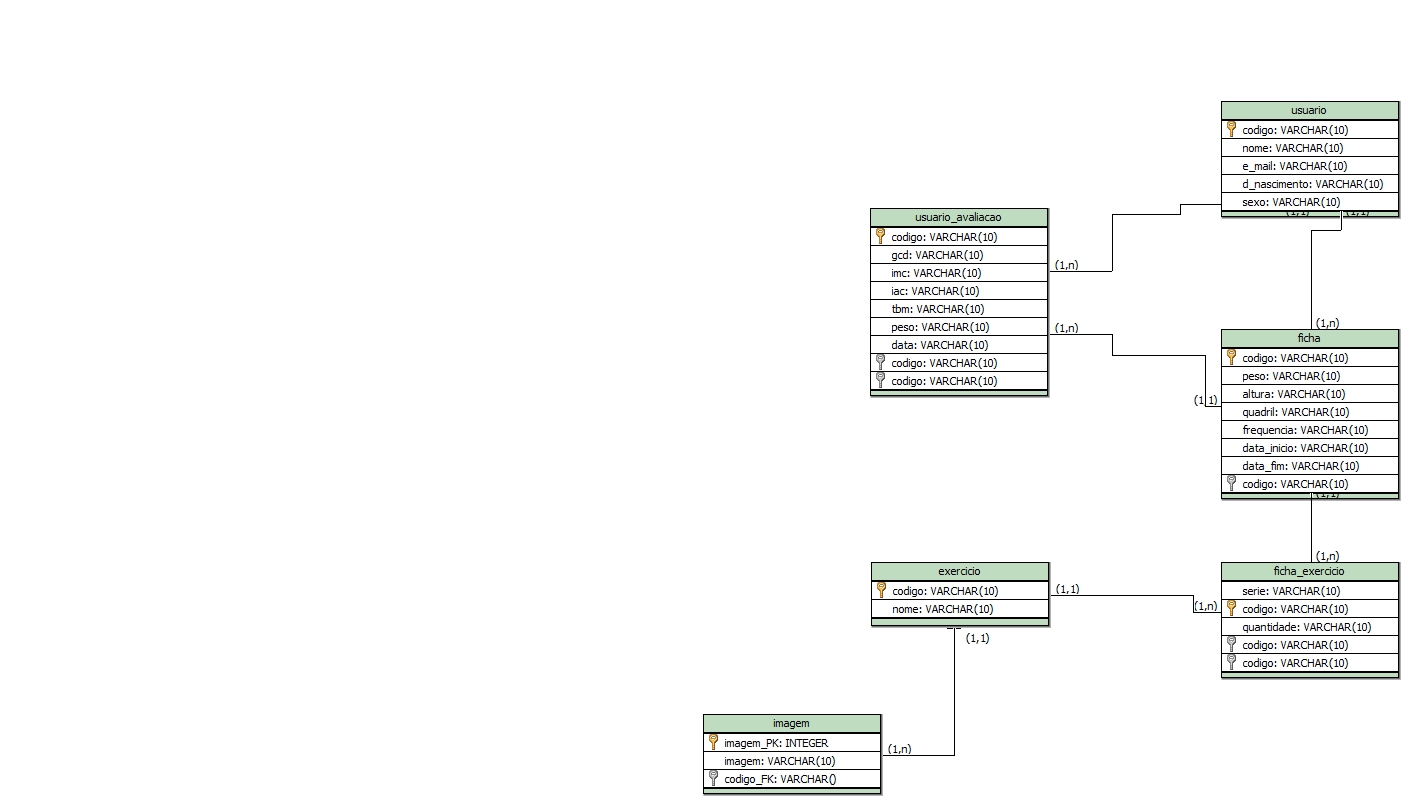 usuario
codigo: VARCHAR(10)
nome: VARCHAR(10)
e_mail: VARCHAR(10)
d_nascimento: VARCHAR(10)
sexo: VARCHAR(10)
(1,1)
(1,1)
usuario_avaliacao
codigo: VARCHAR(10)
gcd: VARCHAR(10)
imc: VARCHAR(10)
iac: VARCHAR(10)
tbm: VARCHAR(10)
peso: VARCHAR(10)
data: VARCHAR(10)
codigo: VARCHAR(10)
codigo: VARCHAR(10)
(1,n)
(1,n)
(1,n)
ficha
codigo: VARCHAR(10)
peso: VARCHAR(10)
altura: VARCHAR(10)
quadril: VARCHAR(10)
frequencia: VARCHAR(10)
data_inicio: VARCHAR(10)
data_fim: VARCHAR(10)
codigo: VARCHAR(10)
(1,1)
(1,1)
(1,n)
exercicio
codigo: VARCHAR(10)
nome: VARCHAR(10)
(1,1)
(1,n)
ficha_exercicio
serie: VARCHAR(10)
codigo: VARCHAR(10)
quantidade: VARCHAR(10)
codigo: VARCHAR(10)
codigo: VARCHAR(10)
(1,1)
imagem
imagem_PK: INTEGER
imagem: VARCHAR(10)
codigo_FK: VARCHAR()
(1,n)